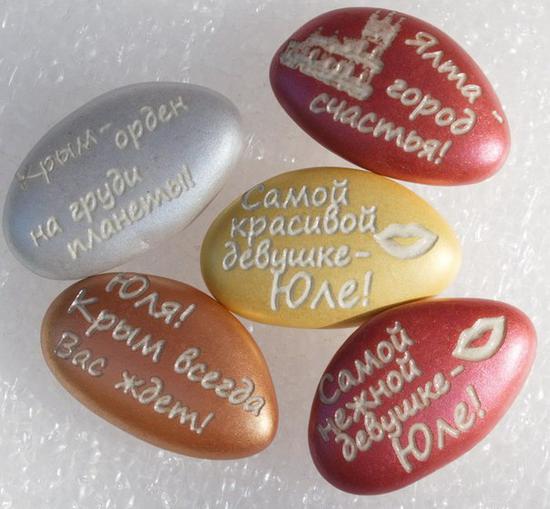 Крым - орден
на груди
планеты!!
Ялта -
город
счастья!
Самой
красивой
девушке-
Юле!
Юля!
Крым всегда
Вас ждет!
Самой
нежной
девушке-
Юле!